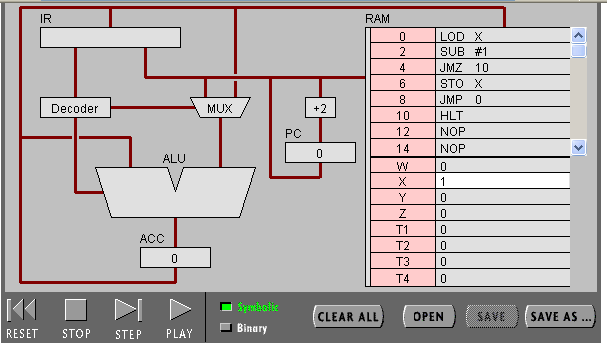 IR
RAM
0 LOD X
2 SUB #1
4 JMZ 10
6 STO X
8 JMP 0
10 HLT
12 NOP
14 NOP
Decoder
MUX
+2
PC
0
ALU
W 0
X 1
Y 0
Z 0
T1 0
T2 0
T3 0
T4 0
ACC
0
RESET STOP STEP PLAY
Symbolic
Binary
CLEAR ALL OPEN SAVE SAVE AS ...